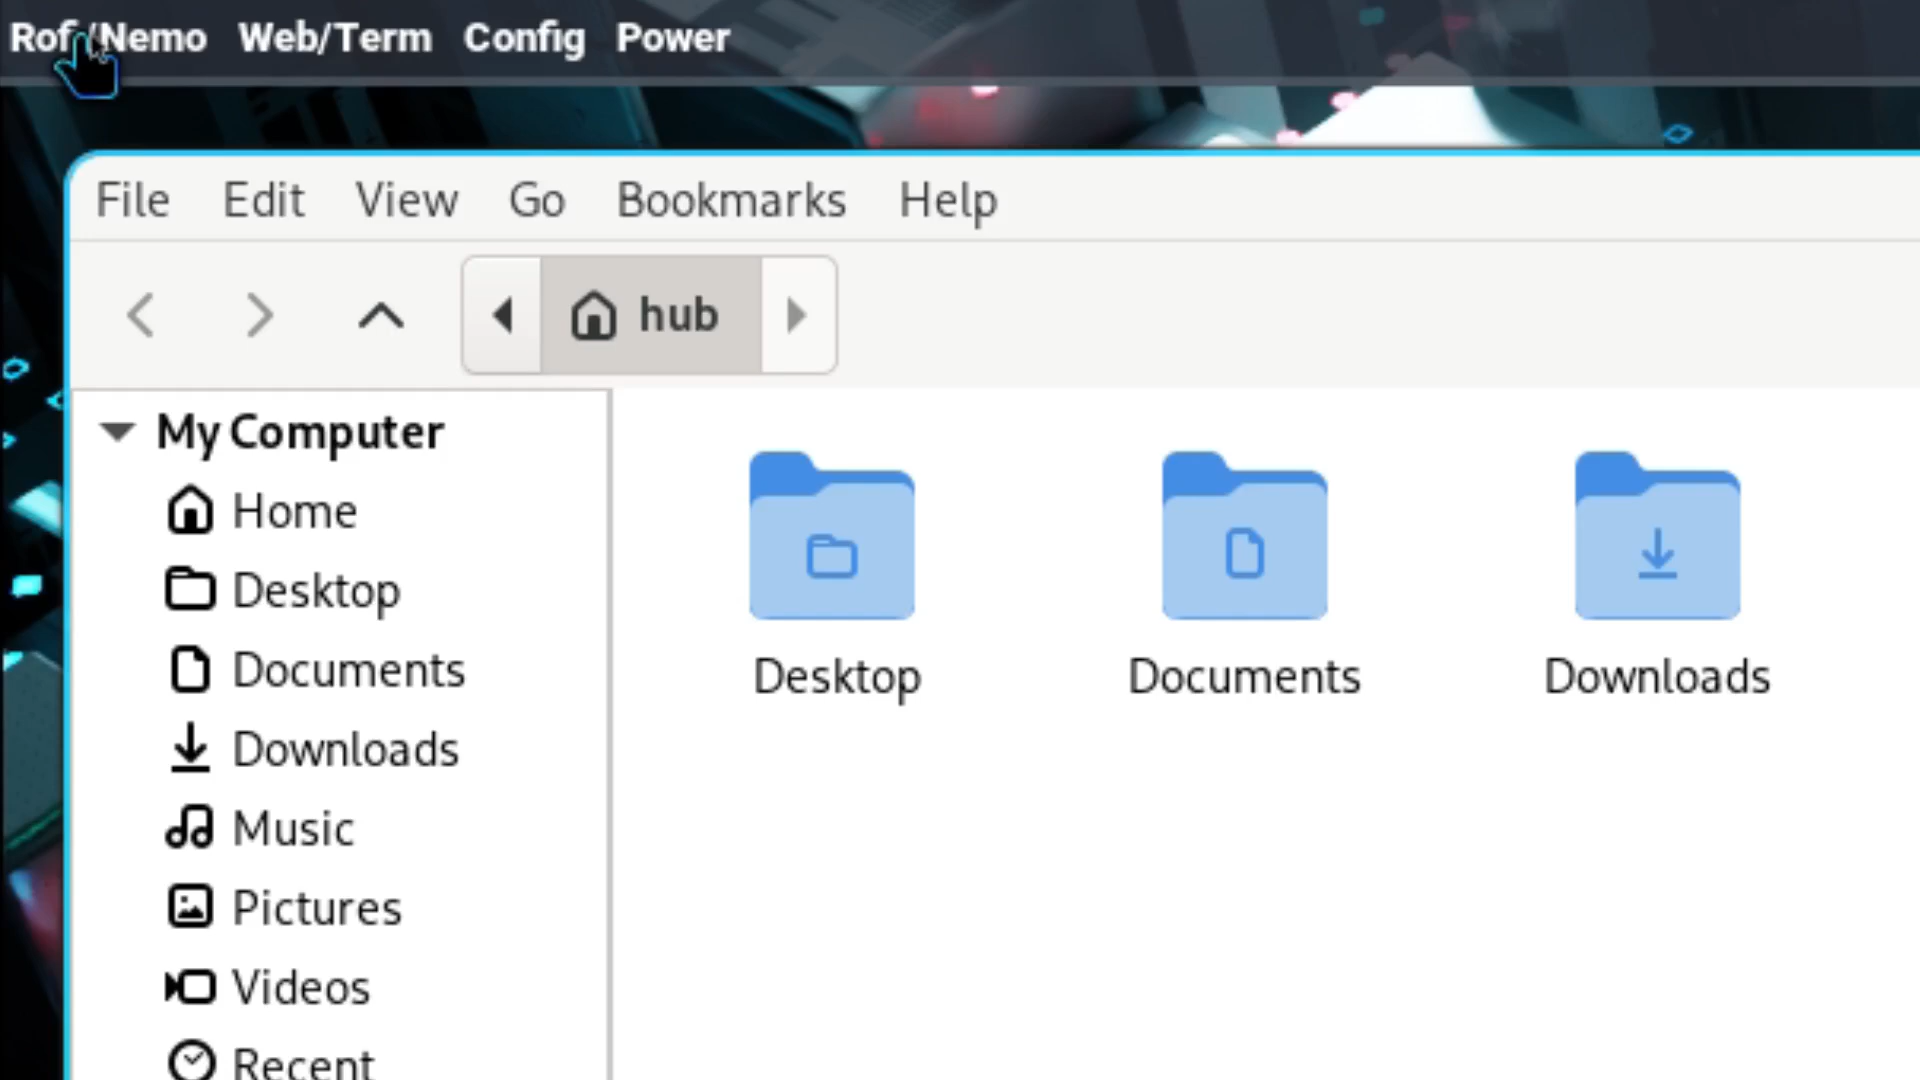 Rofi/Nemo Web/Term Config Power
File Edit View Go Bookmarks Help
hub
My Computer
Home
Desktop
Documents
Downloads
Music
Pictures
Videos
Recent
Desktop Documents Downloads